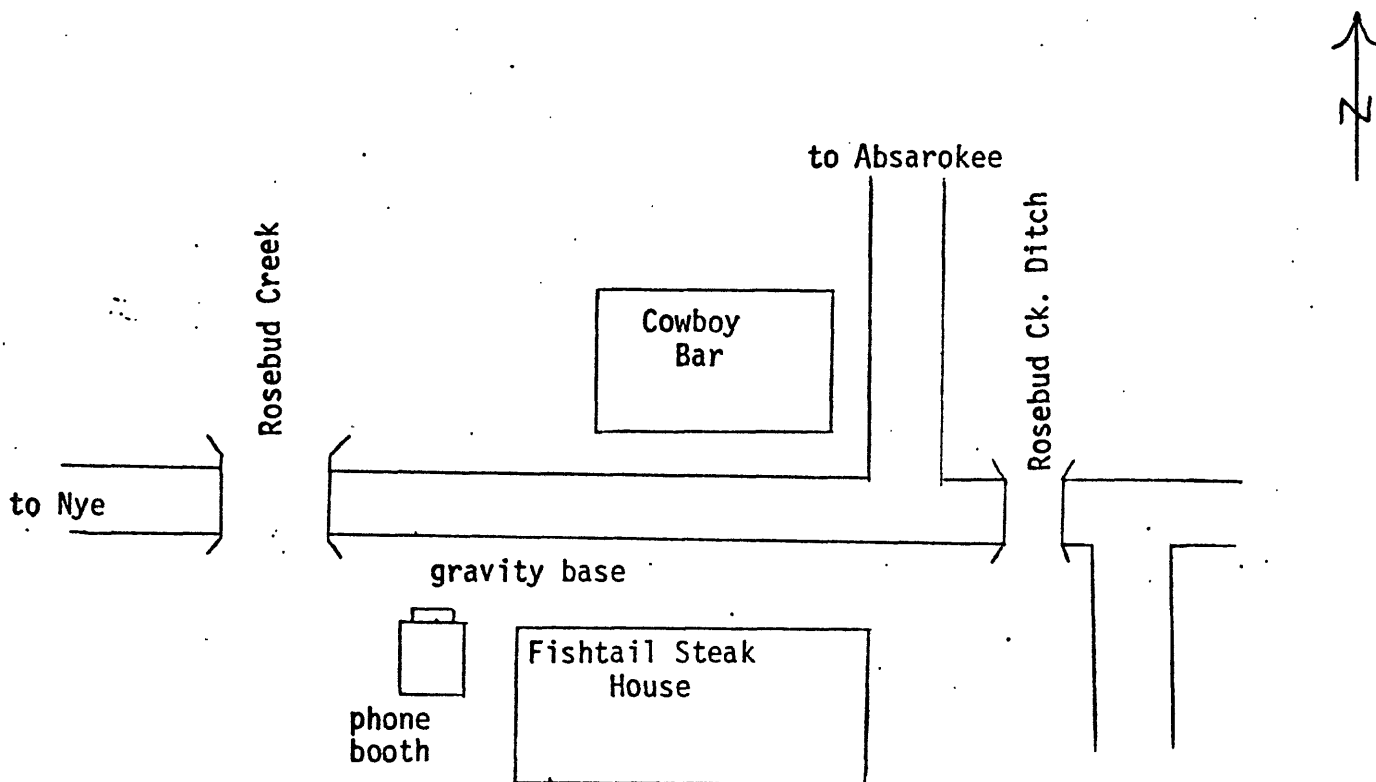 N
to Absarokee
Rosebud Creek
Rosebud Ck. Ditch
Cowboy
Bar
to Nye
gravity base
Fishtail Steak
House
phone
booth